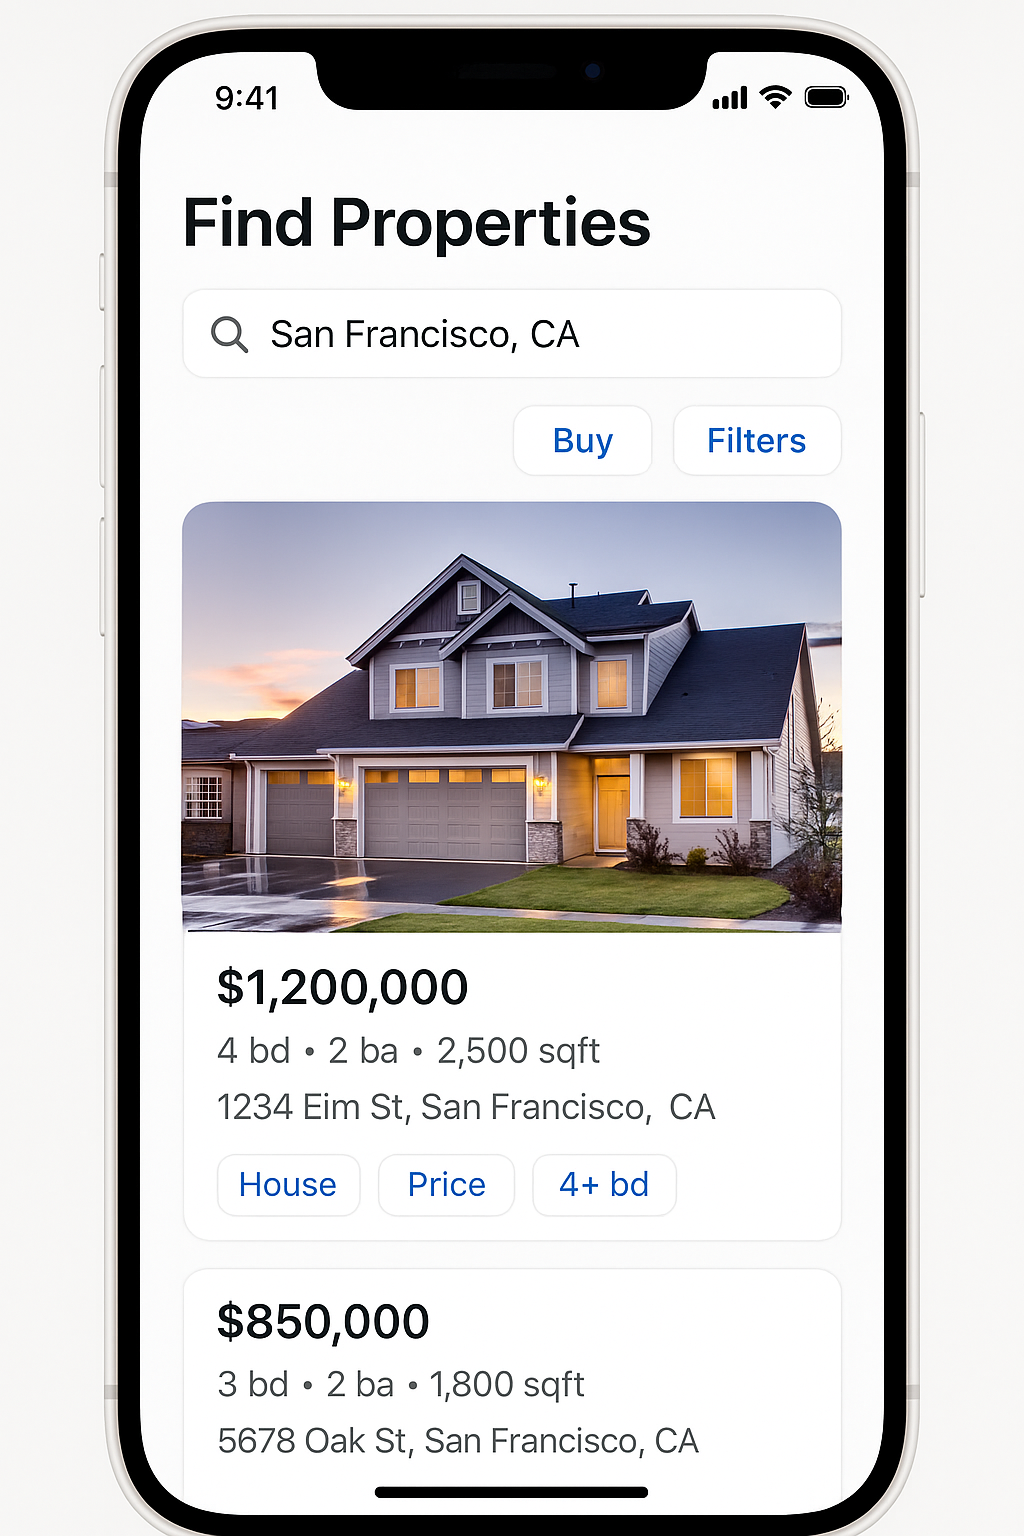 9:41
Find Properties
San Francisco, CA
Buy Filters
$1,200,000
4 bd • 2 ba • 2,500 sqft
1234 Eim St, San Francisco, CA
House Price 4+ bd
$850,000
3 bd • 2 ba • 1,800 sqft
5678 Oak St, San Francisco, CA